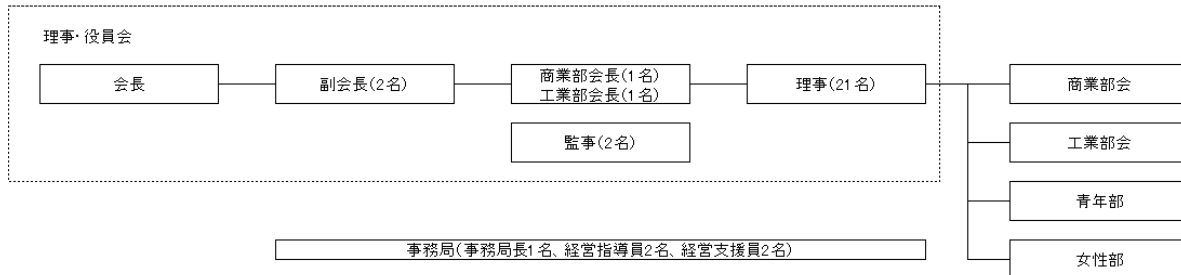 理事・役員会
会長
副会長(2名)
商業部会長(1名)
工業部会長(1名)
理事(21名)
監事(2名)
商業部会
工業部会
青年部
女性部
事務局(事務局長1名、経営指導員2名、経営支援員2名)